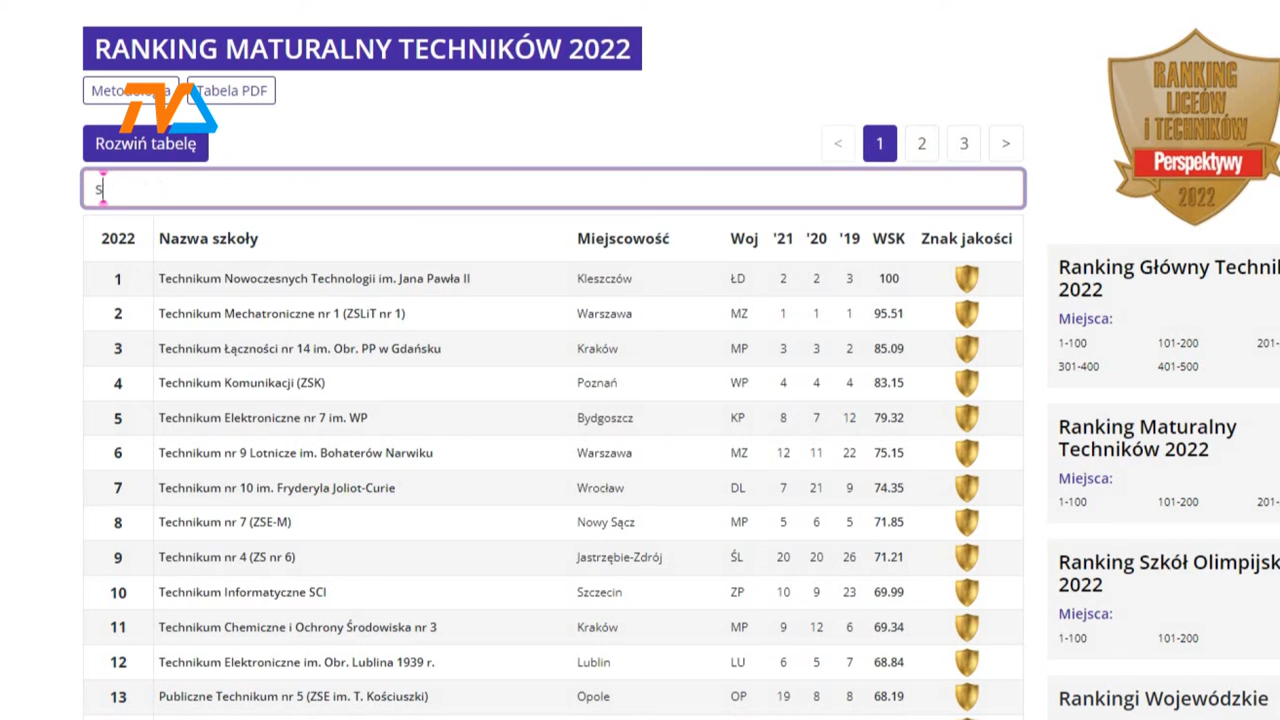 RANKING MATURALNY TECHNIKÓW 2022
Metodologia Tabela PDF
TVA
Rozwiń tabelę
< 1 2 3 >
s
2022 Nazwa szkoły Miejscowość Woj '21 '20 '19 WSK Znak jakości
1 Technikum Nowoczesnych Technologii im. Jana Pawła II Kleszczów ŁD 2 2 3 100
2 Technikum Mechatroniczne nr 1 (ZSLiT nr 1) Warszawa MZ 1 1 1 95.51
3 Technikum Łączności nr 14 im. Obr. PP w Gdańsku Kraków MP 3 3 2 85.09
4 Technikum Komunikacji (ZSK) Poznań WP 4 4 4 83.15
5 Technikum Elektroniczne nr 7 im. WP Bydgoszcz KP 8 7 12 79.32
6 Technikum nr 9 Lotnicze im. Bohaterów Narwiku Warszawa MZ 12 11 22 75.15
7 Technikum nr 10 im. Fryderyla Joliot-Curie Wrocław DL 7 21 9 74.35
8 Technikum nr 7 (ZSE-M) Nowy Sącz MP 5 6 5 71.85
9 Technikum nr 4 (ZS nr 6) Jastrzębie-Zdrój ŚL 20 20 26 71.21
10 Technikum Informatyczne SCI Szczecin ZP 10 9 23 69.99
11 Technikum Chemiczne i Ochrony Środowiska nr 3 Kraków MP 9 12 6 69.34
12 Technikum Elektroniczne im. Obr. Lublina 1939 r. Lublin LU 6 5 7 68.84
13 Publiczne Technikum nr 5 (ZSE im. T. Kościuszki) Opole OP 19 8 8 68.19
RANKING
LICEÓW
i TECHNIKÓW
Perspektywy
2022
Ranking Główny Techni
2022
Miejsca:
1-100 101-200 201-
301-400 401-500
Ranking Maturalny
Techników 2022
Miejsca:
1-100 101-200 201-
Ranking Szkół Olimpijsk
2022
Miejsca:
1-100 101-200
Rankingi Wojewódzkie